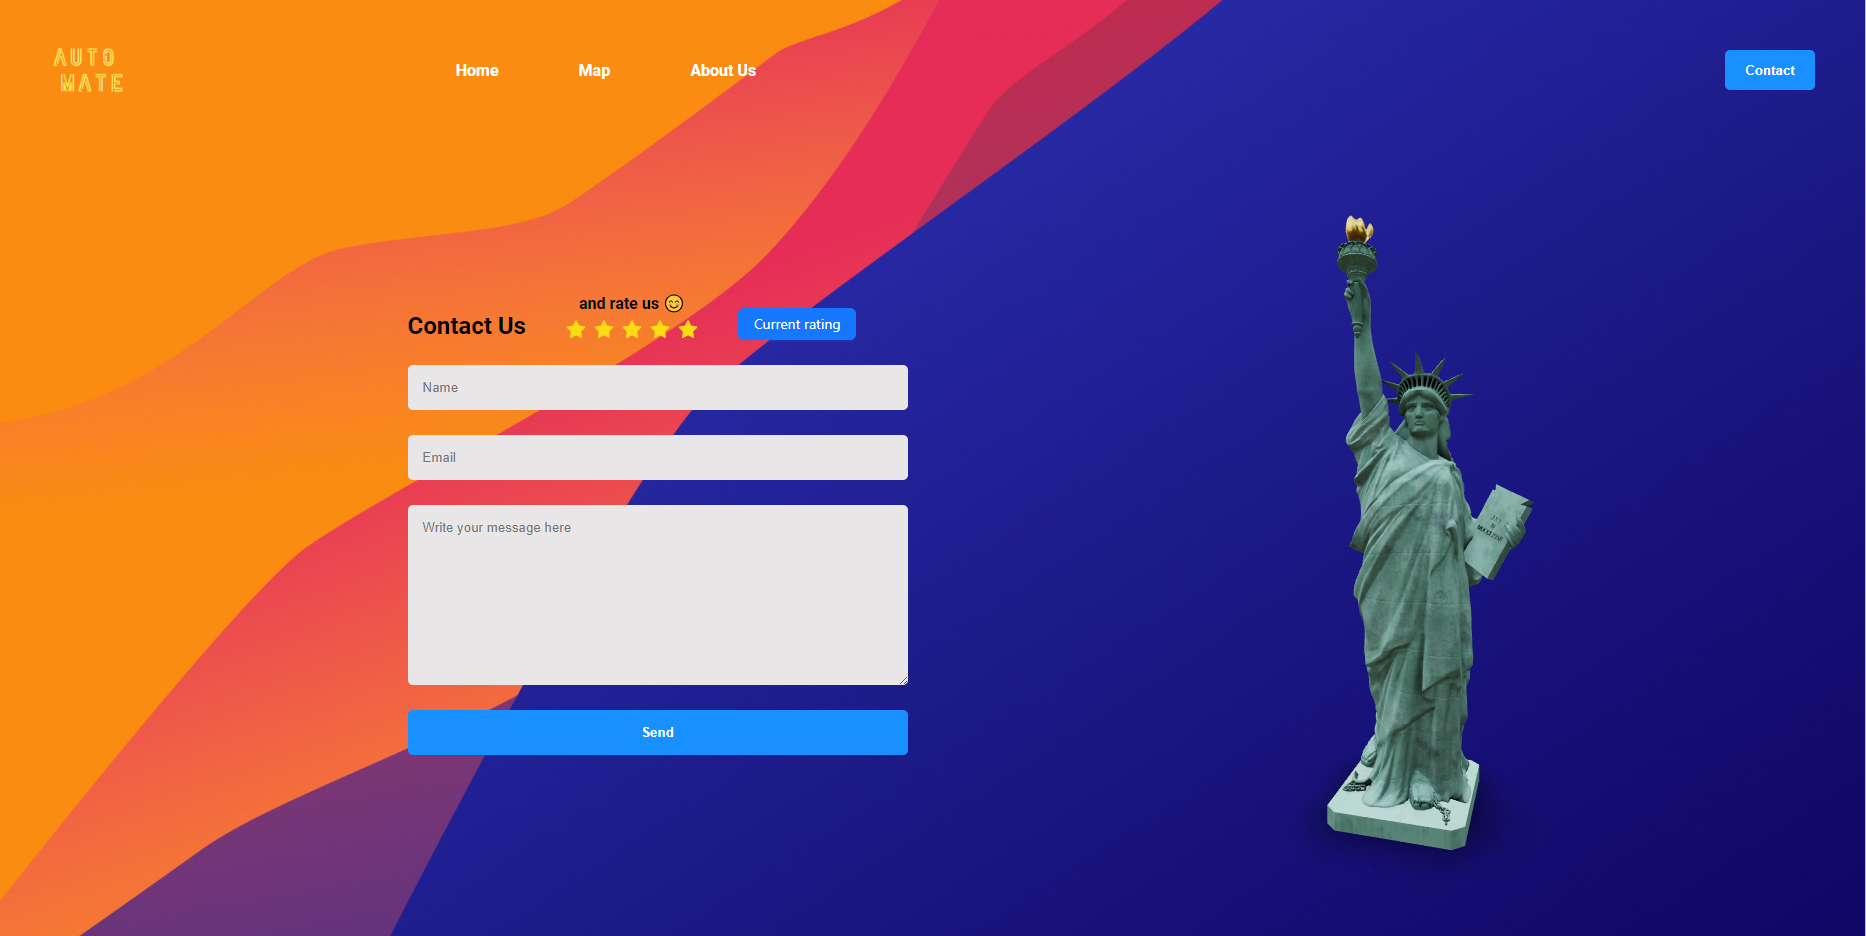 AUTO
MATE
Home
Map
About Us
Contact
and rate us 😊
Contact Us
Current rating
Name
Email
Write your message here
Send